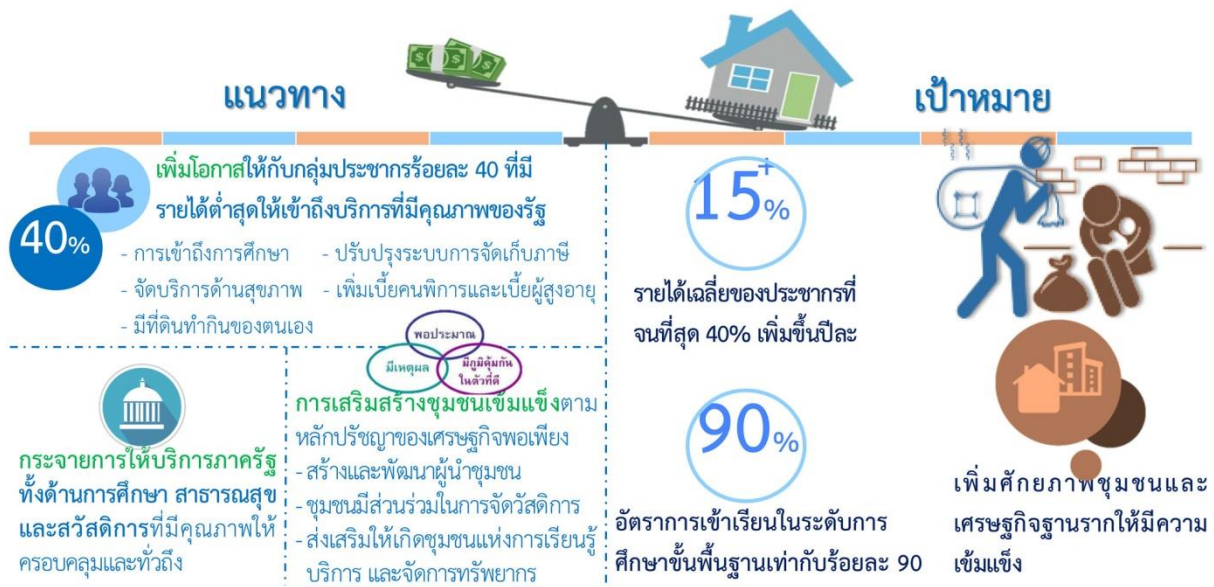 แนวทาง
เป้าหมาย
40%
เพิ่มโอกาสให้กับกลุ่มประชากรร้อยละ 40 ที่มี
รายได้ต่ำสุดให้เข้าถึงบริการที่มีคุณภาพของรัฐ
- การเข้าถึงการศึกษา
- จัดบริการด้านสุขภาพ
- มีที่ดินทำกินของตนเอง
- ปรับปรุงระบบการจัดเก็บภาษี
- เพิ่มเบี้ยคนพิการและเบี้ยผู้สูงอายุ
กระจายการให้บริการภาครัฐ
ทั้งด้านการศึกษา สาธารณสุข
และสวัสดิการที่มีคุณภาพให้
ครอบคลุมและทั่วถึง
พอประมาณ
มีเหตุผล
มีภูมิคุ้มกัน
ในตัวที่ดี
การเสริมสร้างชุมชนเข้มแข็งตาม
หลักปรัชญาของเศรษฐกิจพอเพียง
- สร้างและพัฒนาผู้นำชุมชน
- ชุมชนมีส่วนร่วมในการจัดวัสดิการ
- ส่งเสริมให้เกิดชุมชนแห่งการเรียนรู้
บริการ และจัดการทรัพยากร
15+%
รายได้เฉลี่ยของประชากรที่
จนที่สุด 40% เพิ่มขึ้นปีละ
90%
อัตราการเข้าเรียนในระดับการ
ศึกษาขั้นพื้นฐานเท่ากับร้อยละ 90
เพิ่มศักยภาพชุมชนและ
เศรษฐกิจฐานรากให้มีความ
เข้มแข็ง